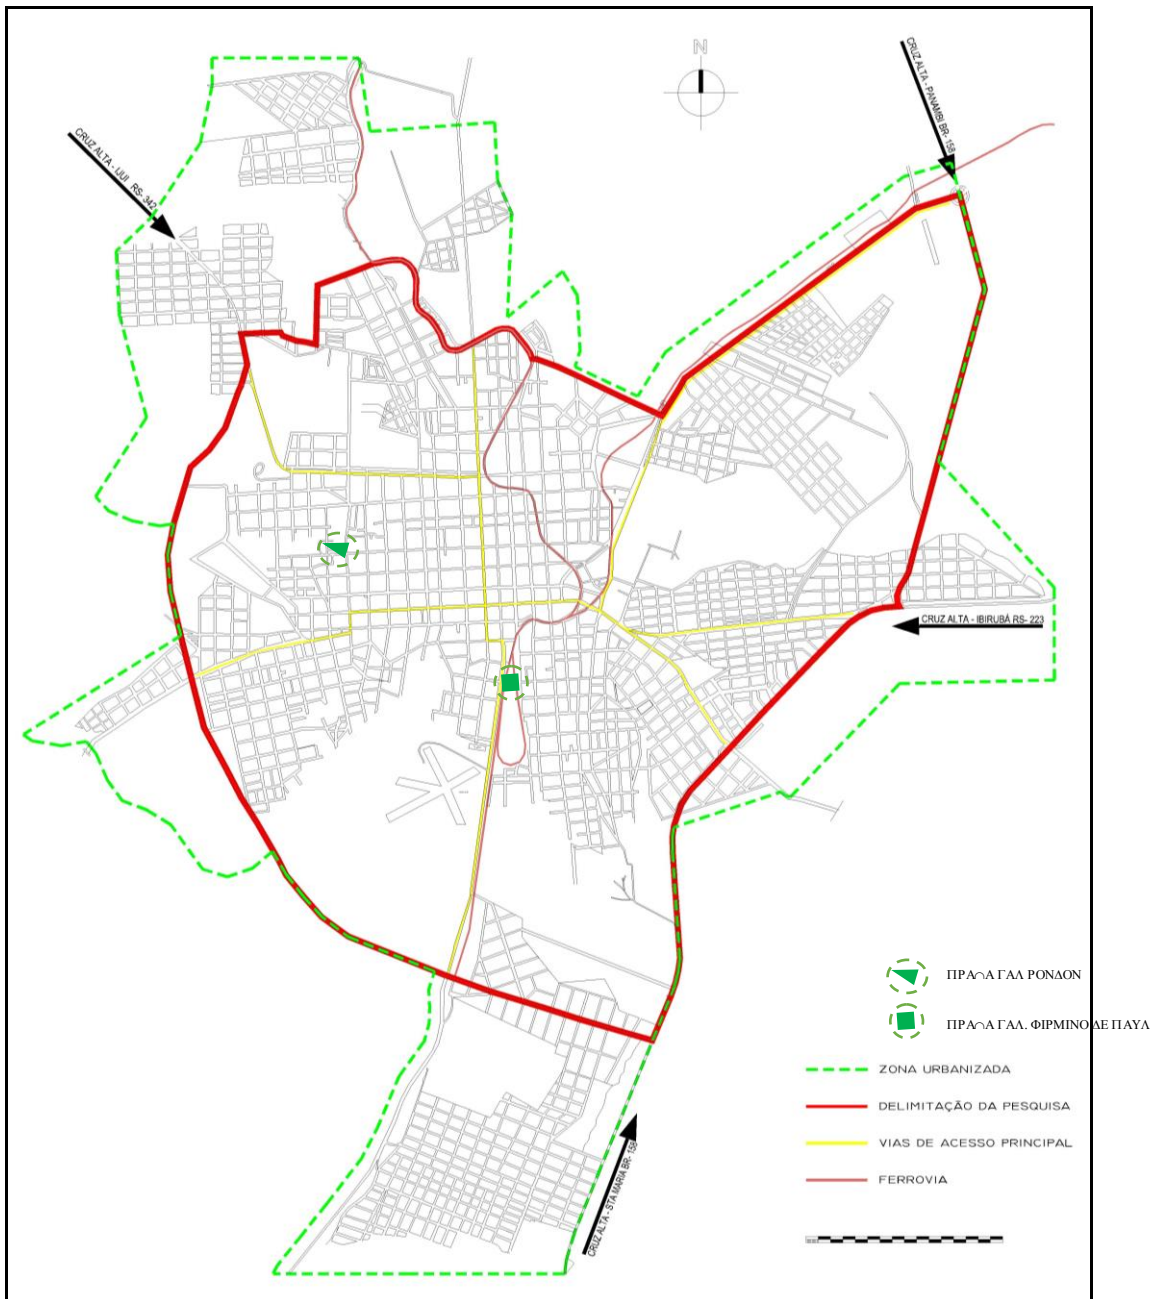 N
CRUZ ALTA - PANAMBI BR- 158
CRUZ ALTA - IJUI RS- 342
CRUZ ALTA - IBIRUBÁ RS- 223
ΠΡΑ∩Α ΓΑΛ ΡΟΝΔΟΝ
ΠΡΑ∩Α ΓΑΛ. ΦΙΡΜΙΝΟ ΔΕ ΠΑΥΛ
ZONA URBANIZADA
DELIMITAÇÃO DA PESQUISA
VIAS DE ACESSO PRINCIPAL
FERROVIA
CRUZ ALTA - STA MARIA BR- 158